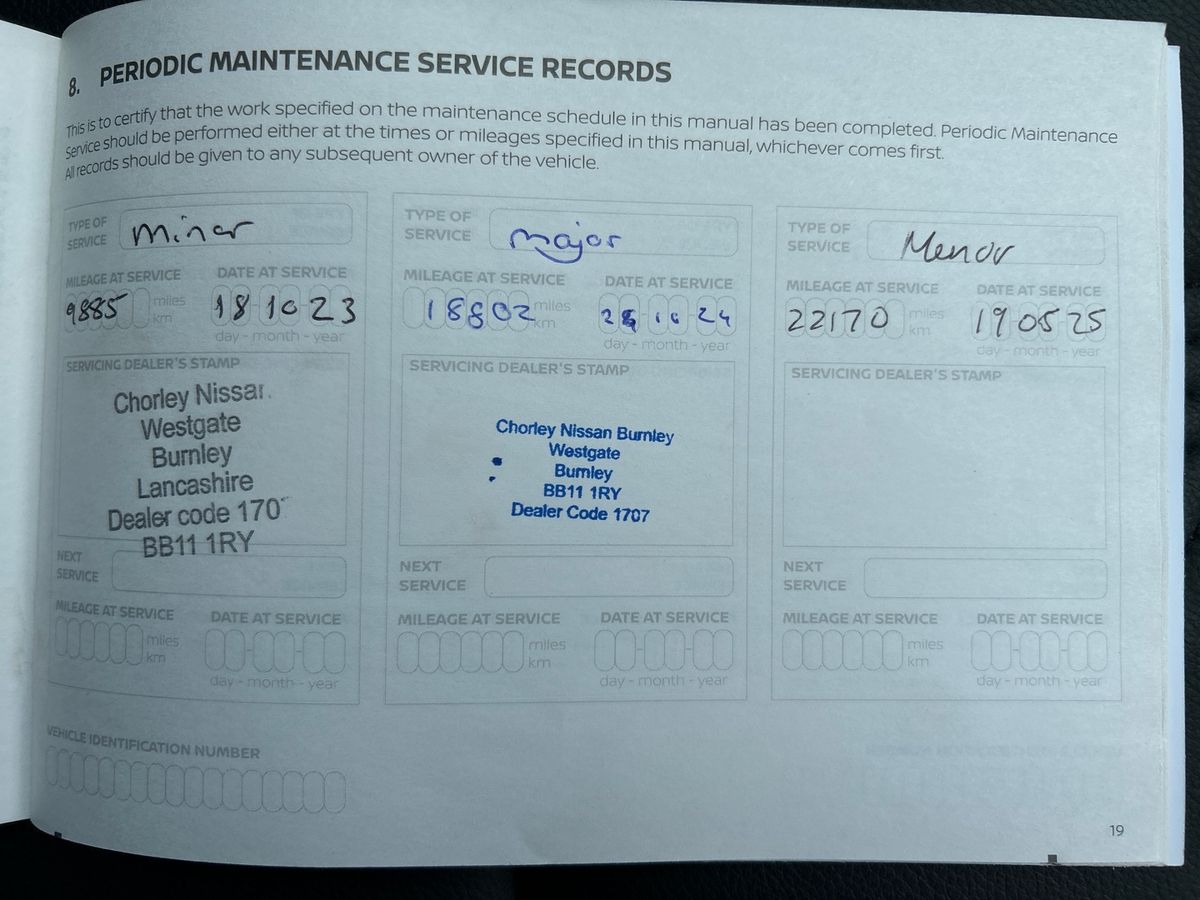 8. PERIODIC MAINTENANCE SERVICE RECORDS
This is to certify that the work specified on the maintenance schedule in this manual has been completed. Periodic Maintenance
Service should be performed either at the times or mileages specified in this manual, whichever comes first.
All records should be given to any subsequent owner of the vehicle.
TYPE OF
SERVICE
Minor
MILEAGE AT SERVICE
DATE AT SERVICE
9885
miles
km
18 10 23
day - month - year
SERVICING DEALER'S STAMP
Chorley Nissan
Westgate
Burnley
Lancashire
Dealer code 170
BB11 1RY
NEXT
SERVICE
MILEAGE AT SERVICE
DATE AT SERVICE
miles
km
day - month - year
TYPE OF
SERVICE
major
MILEAGE AT SERVICE
DATE AT SERVICE
18802
miles
km
10 24
day - month - year
SERVICING DEALER'S STAMP
Chorley Nissan Burnley
Westgate
Burnley
BB11 1RY
Dealer Code 1707
NEXT
SERVICE
MILEAGE AT SERVICE
DATE AT SERVICE
miles
km
day - month - year
TYPE OF
SERVICE
Menor
MILEAGE AT SERVICE
DATE AT SERVICE
22170
miles
km
19 05 25
day - month - year
SERVICING DEALER'S STAMP
NEXT
SERVICE
MILEAGE AT SERVICE
DATE AT SERVICE
miles
km
day - month - year
VEHICLE IDENTIFICATION NUMBER
19